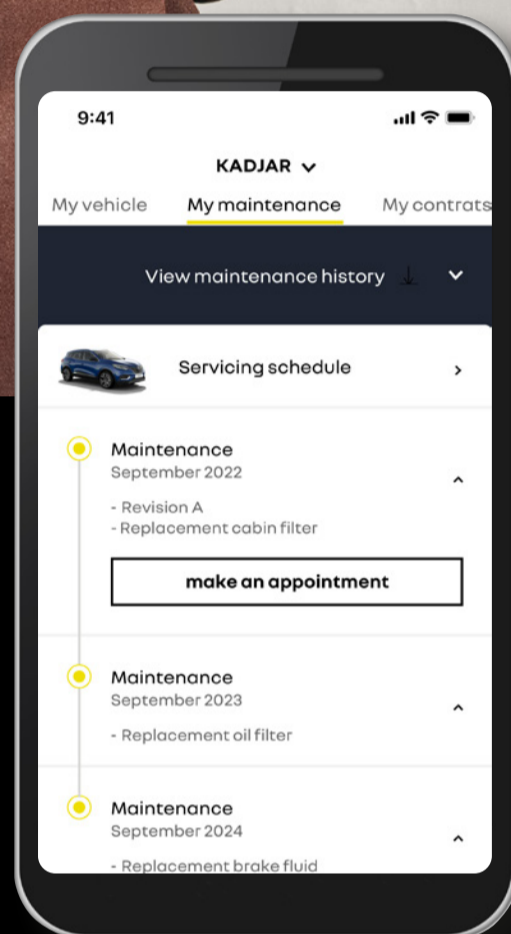 9:41
KADJAR
My vehicle My maintenance My contrats
View maintenance history
Servicing schedule
Maintenance
September 2022
- Revision A
- Replacement cabin filter
make an appointment
Maintenance
September 2023
- Replacement oil filter
Maintenance
September 2024
- Replacement brake fluid